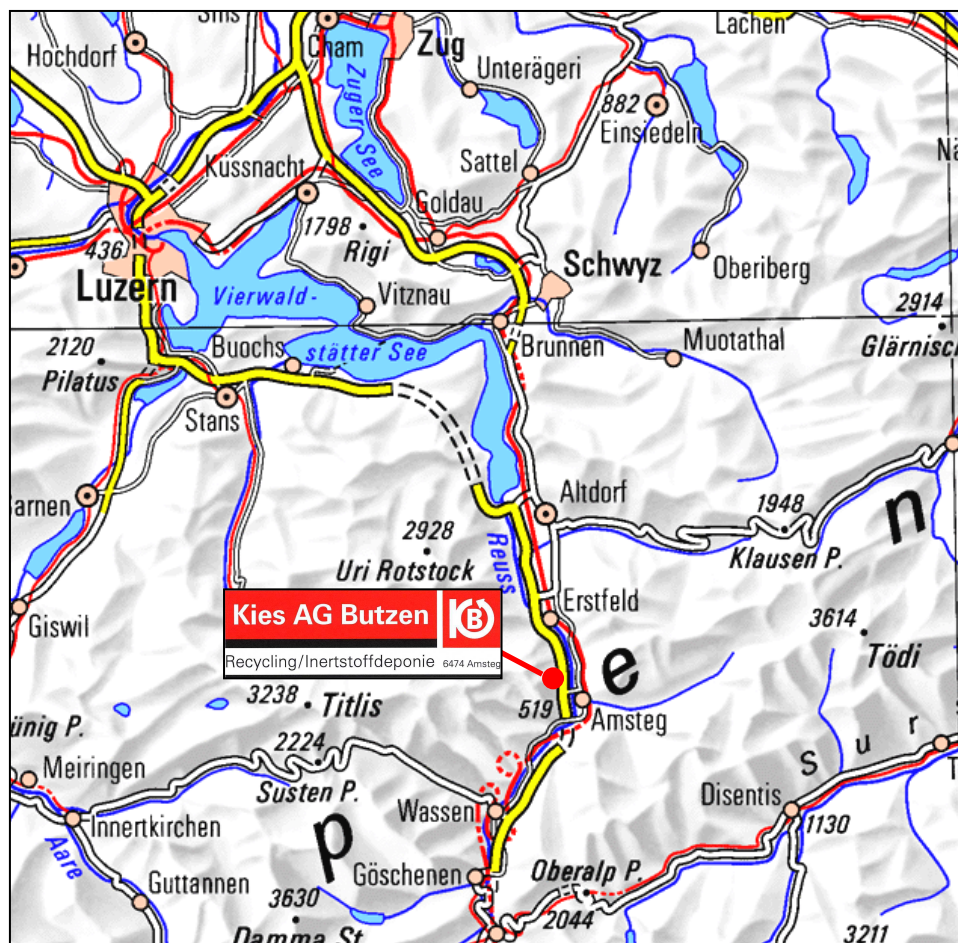 Sins
Lachen
Hochdorf
Cham
Zug
Unterägeri
Zuger See
882
Einsiedeln
Küssnacht
Sattel
Goldau
1798
Rigi
436
Luzern
Schwyz
Oberiberg
Vierwald-
Vitznau
2914
Glärnisch
2120
Pilatus
Buochs
stätter See
Brunnen
Muotathal
Stans
Altdorf
1948
Klausen P.
n
arnen
2928
Uri Rotstock
Reuss
Erstfeld
Giswil
3614
Tödi
Kies AG Butzen
KB
Recycling/Inertstoffdeponie 6474 Amsteg
e
3238
Titlis
519
Amsteg
ünig P.
2224
Susten P.
Meiringen
Wassen
Disentis
1130
S u r s
Innertkirchen
Aare
p
Guttannen
Göschenen
Oberalp P.
2044
3630
Damma St.
3211